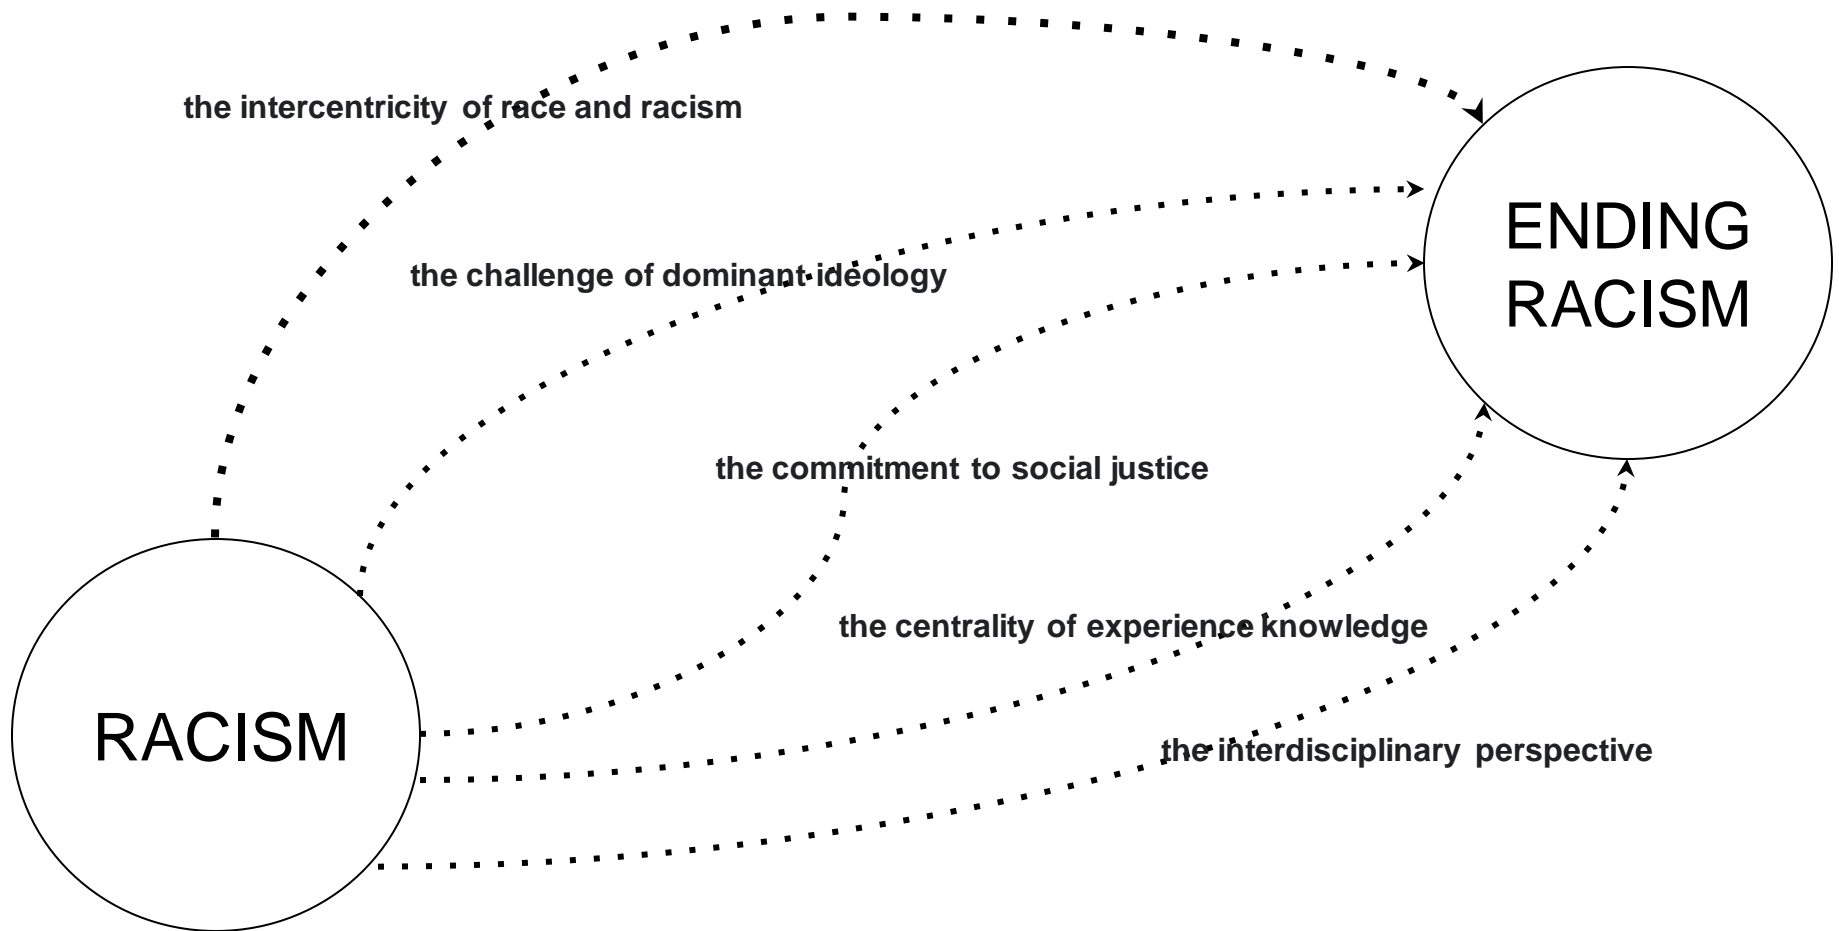 the intercentricity of race and racism
ENDING
RACISM
the challenge of dominant ideology
the commitment to social justice
the centrality of experience knowledge
RACISM
the interdisciplinary perspective